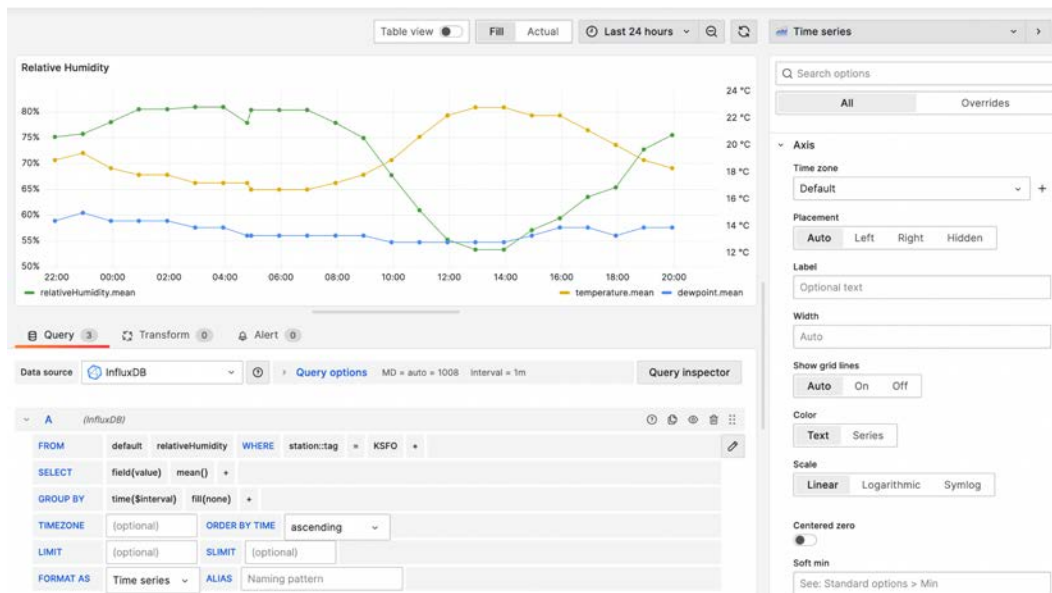 Table view Fill Actual Last 24 hours
Time series
Relative Humidity
Search options
All Overrides
80%
75%
70%
65%
60%
55%
50%
24 °C
22 °C
20 °C
18 °C
16 °C
14 °C
12 °C
22:00 00:00 02:00 04:00 06:00 08:00 10:00 12:00 14:00 16:00 18:00 20:00
relativeHumidity.mean temperature.mean dewpoint.mean
Axis
Time zone
Default
Placement
Auto Left Right Hidden
Label
Optional text
Width
Auto
Show grid lines
Auto On Off
Color
Text Series
Scale
Linear Logarithmic Symlog
Centered zero
Soft min
See: Standard options > Min
Query 3 Transform 0 Alert 0
Data source InfluxDB Query options MD = auto = 1008 Interval = 1m Query inspector
A (InfluxDB)
FROM default relativeHumidity WHERE station::tag = KSFO +
SELECT field(value) mean() +
GROUP BY time($interval) fill(none) +
TIMEZONE (optional) ORDER BY TIME ascending
LIMIT (optional) SLIMIT (optional)
FORMAT AS Time series ALIAS Naming pattern